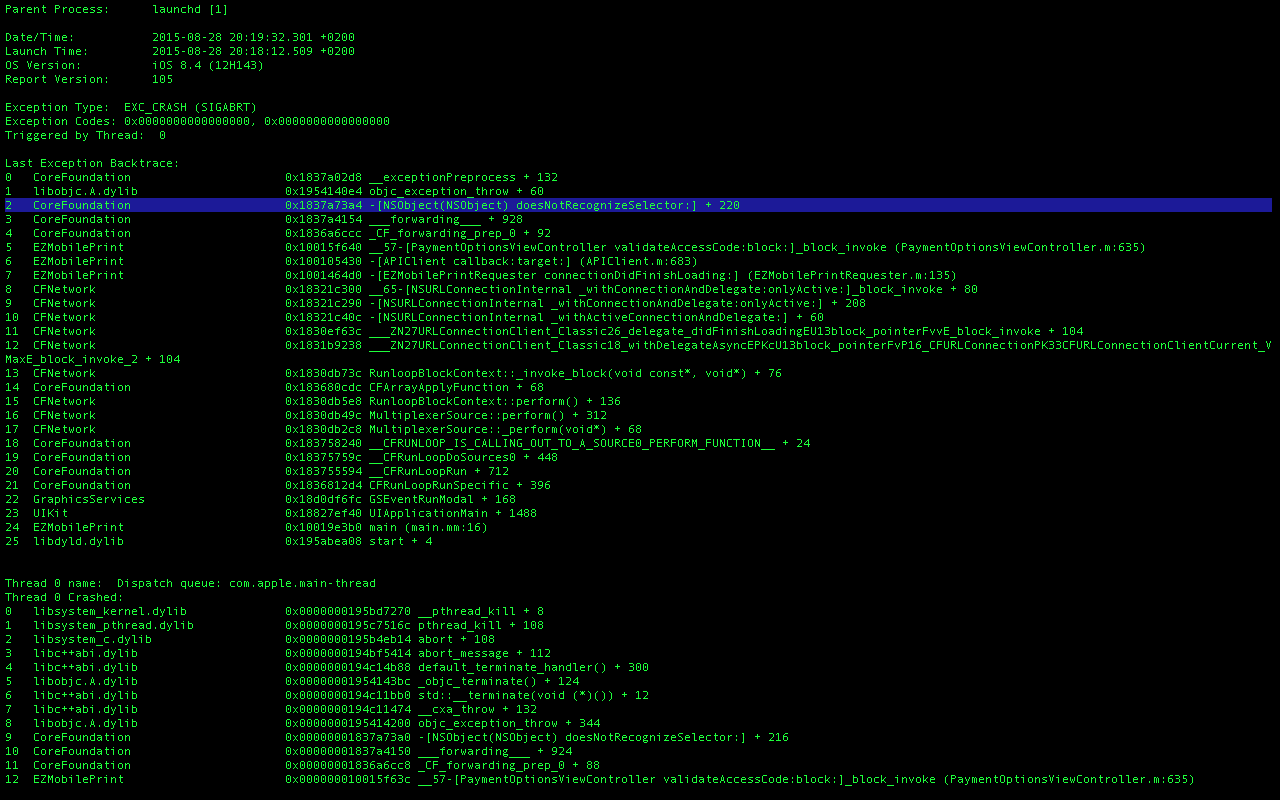 Parent Process:      launchd [1]
Date/Time:           2015-08-28 20:19:32.301 +0200
Launch Time:         2015-08-28 20:18:12.509 +0200
OS Version:          iOS 8.4 (12H143)
Report Version:      105
Exception Type:  EXC_CRASH (SIGABRT)
Exception Codes: 0x0000000000000000, 0x0000000000000000
Triggered by Thread:  0
Last Exception Backtrace:
0   CoreFoundation                      0x1837a02d8 __exceptionPreprocess + 132
1   libobjc.A.dylib                     0x1954140e4 objc_exception_throw + 60
2   CoreFoundation                      0x1837a73a4 -[NSObject(NSObject) doesNotRecognizeSelector:] + 220
3   CoreFoundation                      0x1837a4154 ___forwarding___ + 928
4   CoreFoundation                      0x1836a6ccc _CF_forwarding_prep_0 + 92
5   EZMobilePrint                       0x10015f640 __57-[PaymentOptionsViewController validateAccessCode:block:]_block_invoke (PaymentOptionsViewController.m:635)
6   EZMobilePrint                       0x100105430 -[APIClient callback:target:] (APIClient.m:683)
7   EZMobilePrint                       0x1001464d0 -[EZMobilePrintRequester connectionDidFinishLoading:] (EZMobilePrintRequester.m:135)
8   CFNetwork                           0x18321c300 __65-[NSURLConnectionInternal _withConnectionAndDelegate:onlyActive:]_block_invoke + 80
9   CFNetwork                           0x18321c290 -[NSURLConnectionInternal _withConnectionAndDelegate:onlyActive:] + 208
10  CFNetwork                           0x18321c40c -[NSURLConnectionInternal _withActiveConnectionAndDelegate:] + 60
11  CFNetwork                           0x1830ef63c ___ZN27URLConnectionClient_Classic26_delegate_didFinishLoadingEU13block_pointerFvvE_block_invoke + 104
12  CFNetwork                           0x1831b9238 ___ZN27URLConnectionClient_Classic18_withDelegateAsyncEPKcU13block_pointerFvP16_CFURLConnectionPK33CFURLConnectionClientCurrent_V
MaxE_block_invoke_2 + 104
13  CFNetwork                           0x1830db73c RunloopBlockContext::_invoke_block(void const*, void*) + 76
14  CoreFoundation                      0x183680cdc CFArrayApplyFunction + 68
15  CFNetwork                           0x1830db5e8 RunloopBlockContext::perform() + 136
16  CFNetwork                           0x1830db49c MultiplexerSource::perform() + 312
17  CFNetwork                           0x1830db2c8 MultiplexerSource::_perform(void*) + 68
18  CoreFoundation                      0x183758240 __CFRUNLOOP_IS_CALLING_OUT_TO_A_SOURCE0_PERFORM_FUNCTION__ + 24
19  CoreFoundation                      0x18375759c __CFRunLoopDoSources0 + 448
20  CoreFoundation                      0x183755594 __CFRunLoopRun + 712
21  CoreFoundation                      0x1836812d4 CFRunLoopRunSpecific + 396
22  GraphicsServices                    0x18d0df6fc GSEventRunModal + 168
23  UIKit                               0x18827ef40 UIApplicationMain + 1488
24  EZMobilePrint                       0x10019e3b0 main (main.mm:16)
25  libdyld.dylib                       0x195abea08 start + 4
Thread 0 name:  Dispatch queue: com.apple.main-thread
Thread 0 Crashed:
0   libsystem_kernel.dylib              0x0000000195bd7270 __pthread_kill + 8
1   libsystem_pthread.dylib             0x0000000195c7516c pthread_kill + 108
2   libsystem_c.dylib                   0x0000000195b4eb14 abort + 108
3   libc++abi.dylib                     0x0000000194bf5414 abort_message + 112
4   libc++abi.dylib                     0x0000000194c14b88 default_terminate_handler() + 300
5   libobjc.A.dylib                     0x00000001954143bc _objc_terminate() + 124
6   libc++abi.dylib                     0x0000000194c11bb0 std::__terminate(void (*)()) + 12
7   libc++abi.dylib                     0x0000000194c11474 __cxa_throw + 132
8   libobjc.A.dylib                     0x0000000195414200 objc_exception_throw + 344
9   CoreFoundation                      0x00000001837a73a0 -[NSObject(NSObject) doesNotRecognizeSelector:] + 216
10  CoreFoundation                      0x00000001837a4150 ___forwarding___ + 924
11  CoreFoundation                      0x00000001836a6cc8 _CF_forwarding_prep_0 + 88
12  EZMobilePrint                       0x000000010015f63c __57-[PaymentOptionsViewController validateAccessCode:block:]_block_invoke (PaymentOptionsViewController.m:635)